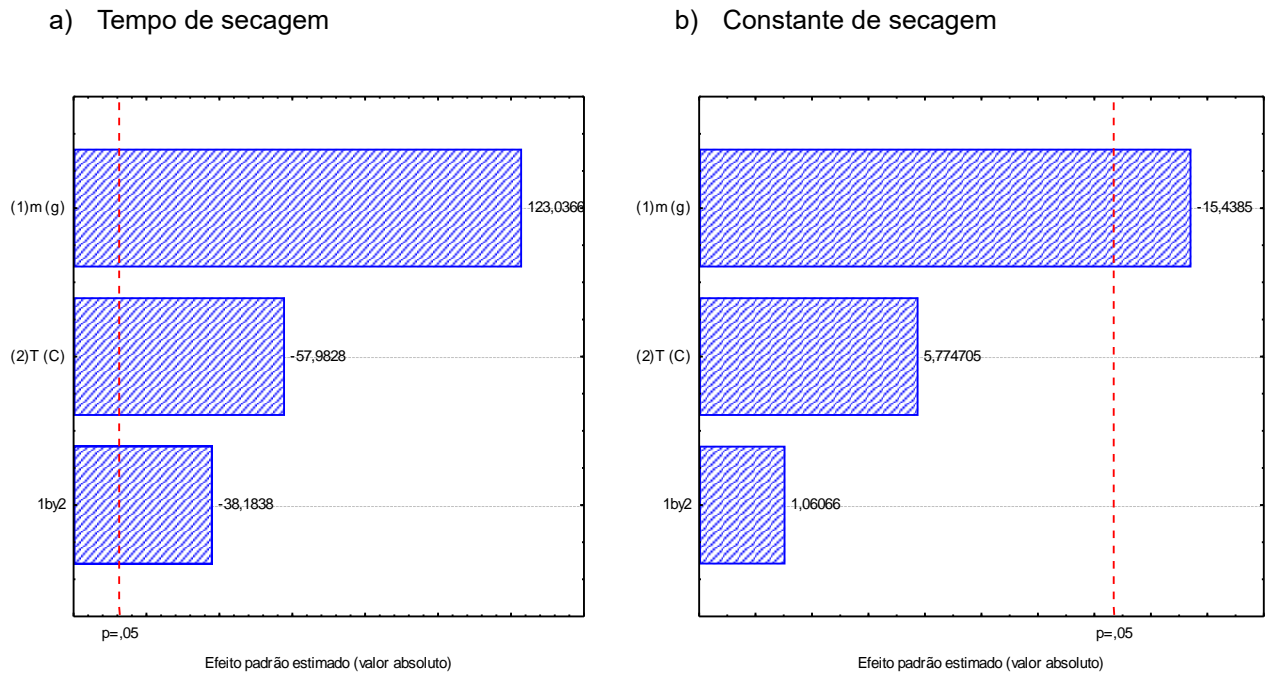 a) Tempo de secagem
(1)m (g)
123,0366
(2)T (C)
-57,9828
1by2
-38,1838
p=,05
Efeito padrão estimado (valor absoluto)
b) Constante de secagem
(1)m (g)
-15,4385
(2)T (C)
5,774705
1by2
1,06066
p=,05
Efeito padrão estimado (valor absoluto)